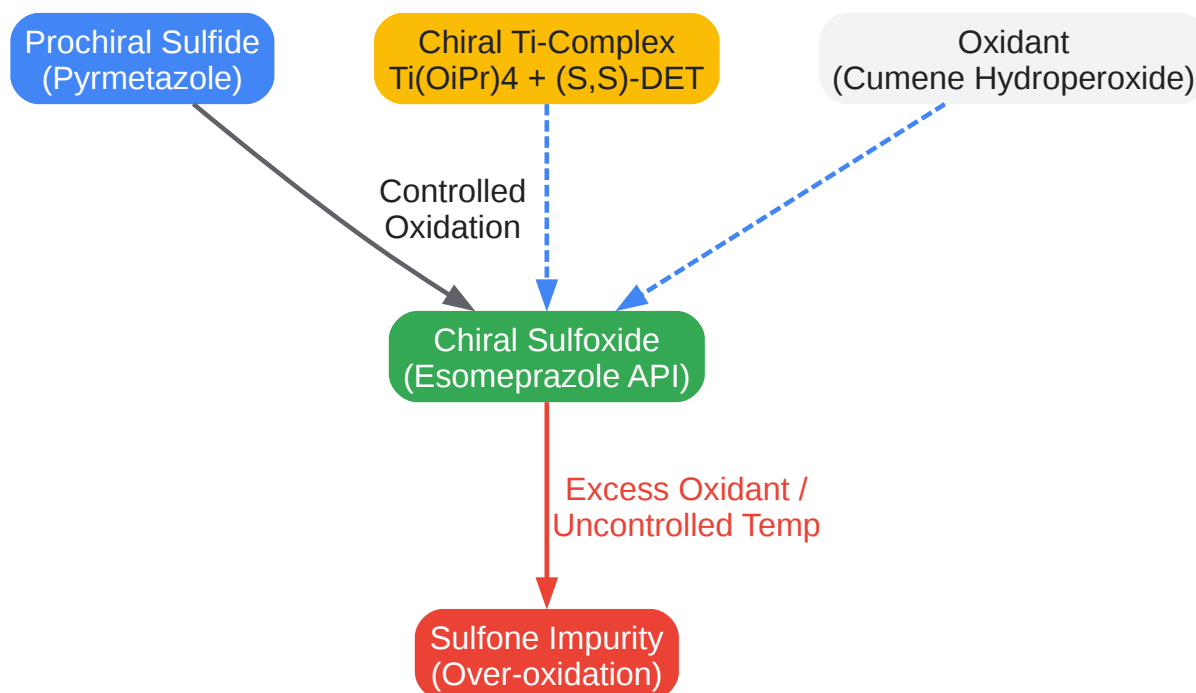 Prochiral Sulfide
(Pyrmetazole)
Chiral Ti-Complex
Ti(OiPr)4 + (S,S)-DET
Oxidant
(Cumene Hydroperoxide)
Controlled
Oxidation
Chiral Sulfoxide
(Esomeprazole API)
Excess Oxidant /
Uncontrolled Temp
Sulfone Impurity
(Over-oxidation)